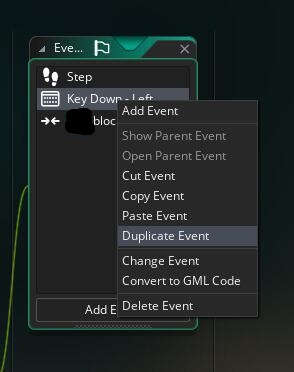 Eve...
Step
Key Down - Left
bloc
Add Event
Show Parent Event
Open Parent Event
Cut Event
Copy Event
Paste Event
Duplicate Event
Change Event
Convert to GML Code
Delete Event
Add E